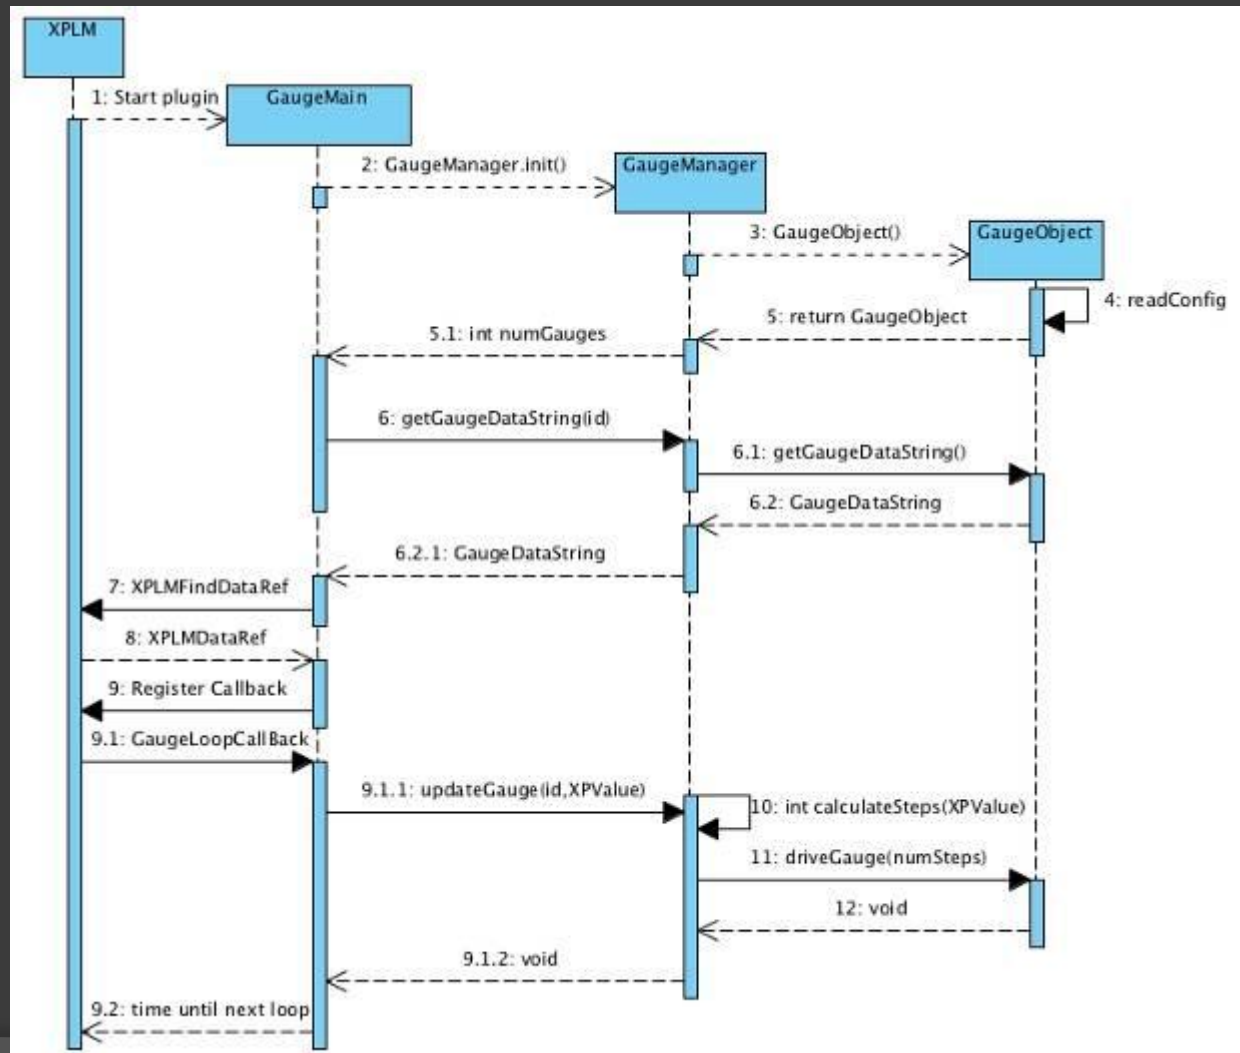 XPLM
1: Start plugin
GaugeMain
2: GaugeManager.init()
GaugeManager
3: GaugeObject()
GaugeObject
4: readConfig
5: return GaugeObject
5.1: int numGauges
6: getGaugeDataString(id)
6.1: getGaugeDataString()
6.2: GaugeDataString
6.2.1: GaugeDataString
7: XPLMFindDataRef
8: XPLMDataRef
9: Register Callback
9.1: GaugeLoopCallBack
9.1.1: updateGauge(id,XPValue)
10: int calculateSteps(XPValue)
11: driveGauge(numSteps)
12: void
9.1.2: void
9.2: time until next loop